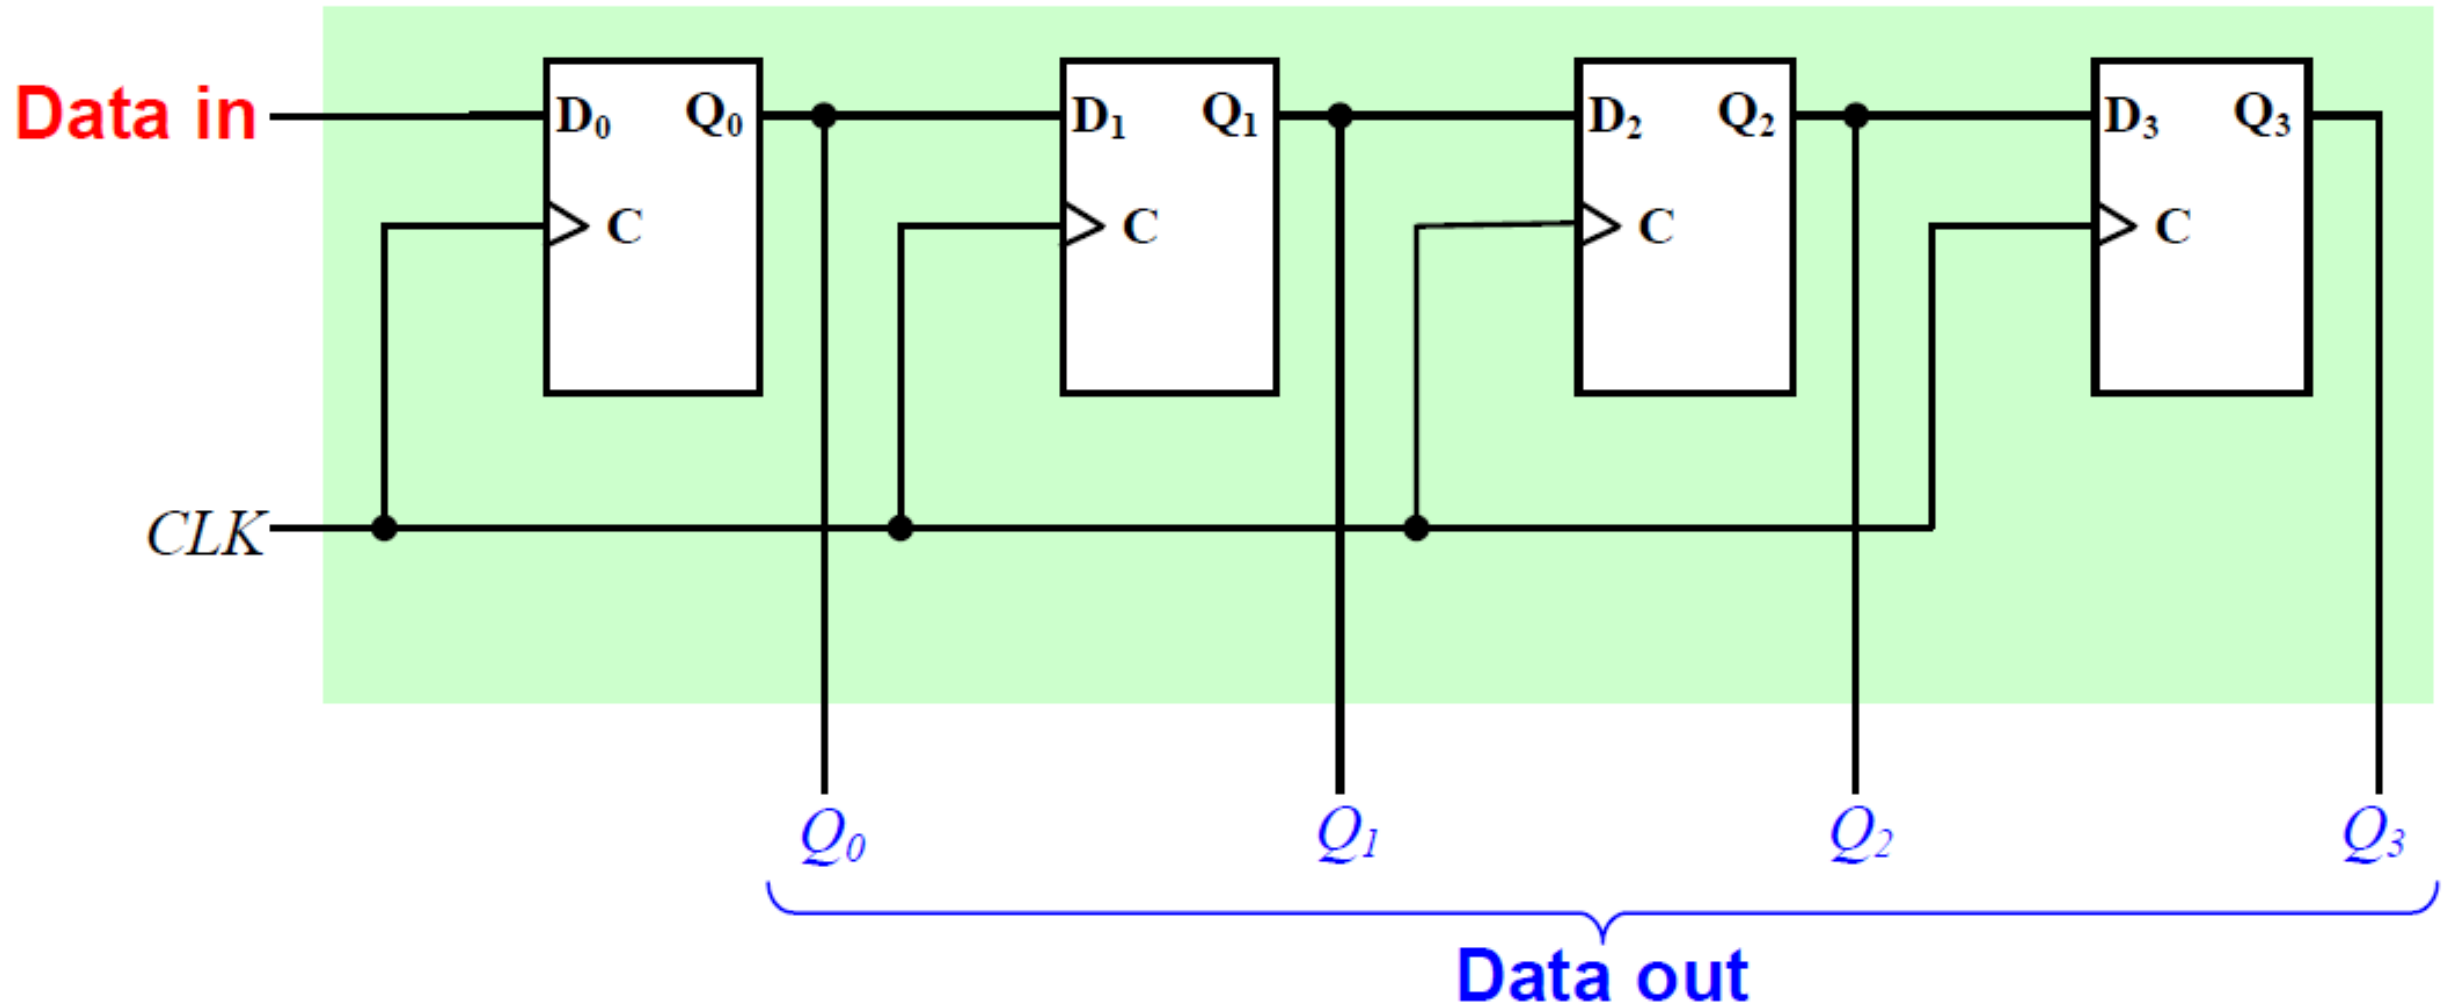 Data in D₀ Q₀ D₁ Q₁ D₂ Q₂ D₃ Q₃
C C C C
CLK
Q₀ Q₁ Q₂ Q₃
Data out